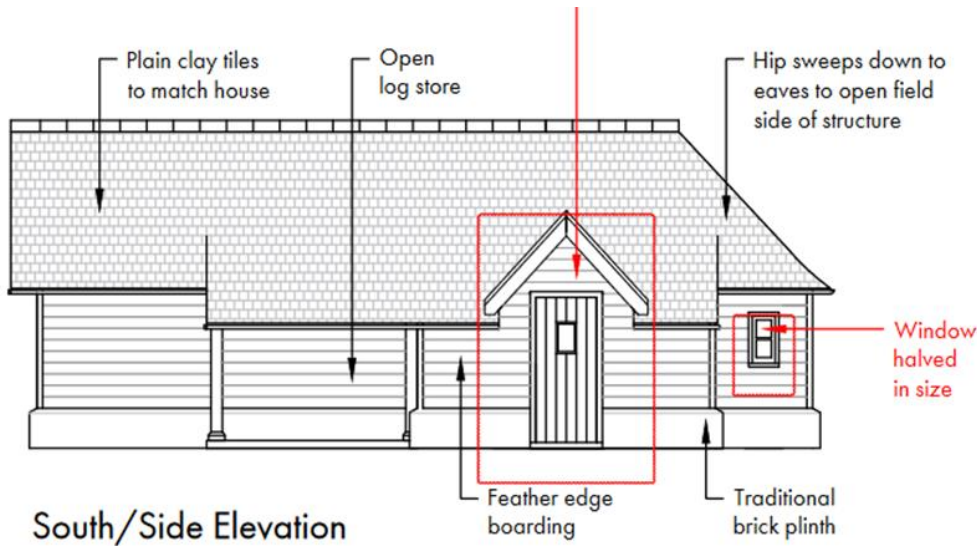 Plain clay tiles
to match house
Open
log store
Hip sweeps down to
eaves to open field
side of structure
Window
halved
in size
Feather edge
boarding
Traditional
brick plinth
South/Side Elevation